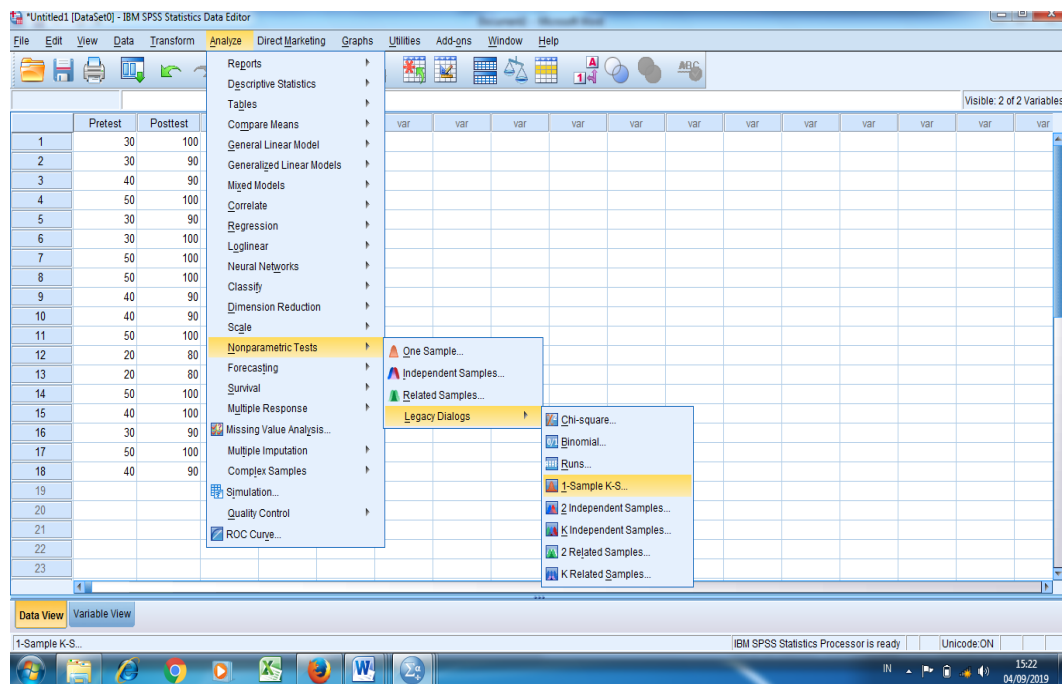 *Untitled1 [DataSet0] - IBM SPSS Statistics Data Editor
File Edit View Data Transform Analyze Direct Marketing Graphs Utilities Add-ons Window Help
Visible: 2 of 2 Variables
Pretest Posttest var var var var var var var var var var var var
1 30 100
2 30 90
3 40 90
4 50 100
5 30 90
6 30 100
7 50 100
8 50 100
9 40 90
10 40 90
11 50 100
12 20 80
13 20 80
14 50 100
15 40 100
16 30 90
17 50 100
18 40 90
19
20
21
22
23
Reports
Descriptive Statistics
Tables
Compare Means
General Linear Model
Generalized Linear Models
Mixed Models
Correlate
Regression
Loglinear
Neural Networks
Classify
Dimension Reduction
Scale
Nonparametric Tests
Forecasting
Survival
Multiple Response
Missing Value Analysis...
Multiple Imputation
Complex Samples
Simulation...
Quality Control
ROC Curve...
One Sample...
Independent Samples...
Related Samples...
Legacy Dialogs
Chi-square...
Binomial...
Runs...
1-Sample K-S...
2 Independent Samples...
K Independent Samples...
2 Related Samples...
K Related Samples...
Data View Variable View
1-Sample K-S...
IBM SPSS Statistics Processor is ready Unicode:ON
IN 15:22
04/09/2019